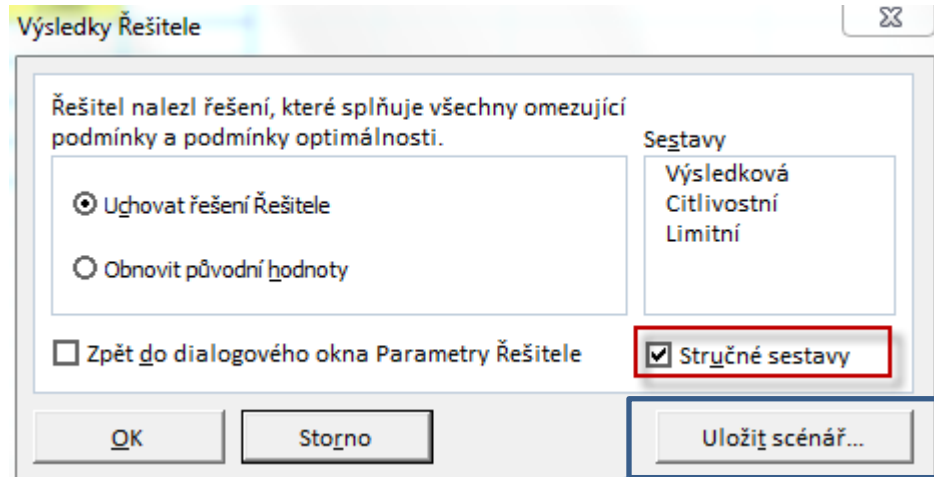 Výsledky Řešitele
Řešitel nalezl řešení, které splňuje všechny omezující
podmínky a podmínky optimálnosti.
Uchovat řešení Řešitele
Obnovit původní hodnoty
Sestavy
Výsledková
Citlivostní
Limitní
Zpět do dialogového okna Parametry Řešitele
Stručné sestavy
OK
Storno
Uložit scénář...